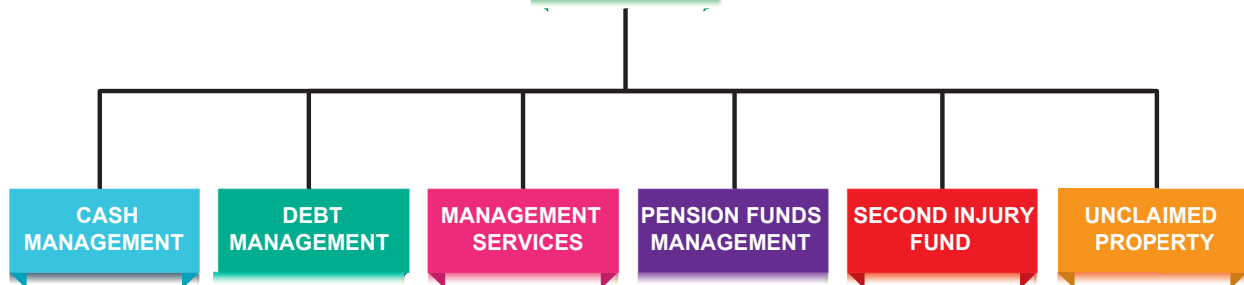 CASH
MANAGEMENT
DEBT
MANAGEMENT
MANAGEMENT
SERVICES
PENSION FUNDS
MANAGEMENT
SECOND INJURY
FUND
UNCLAIMED
PROPERTY